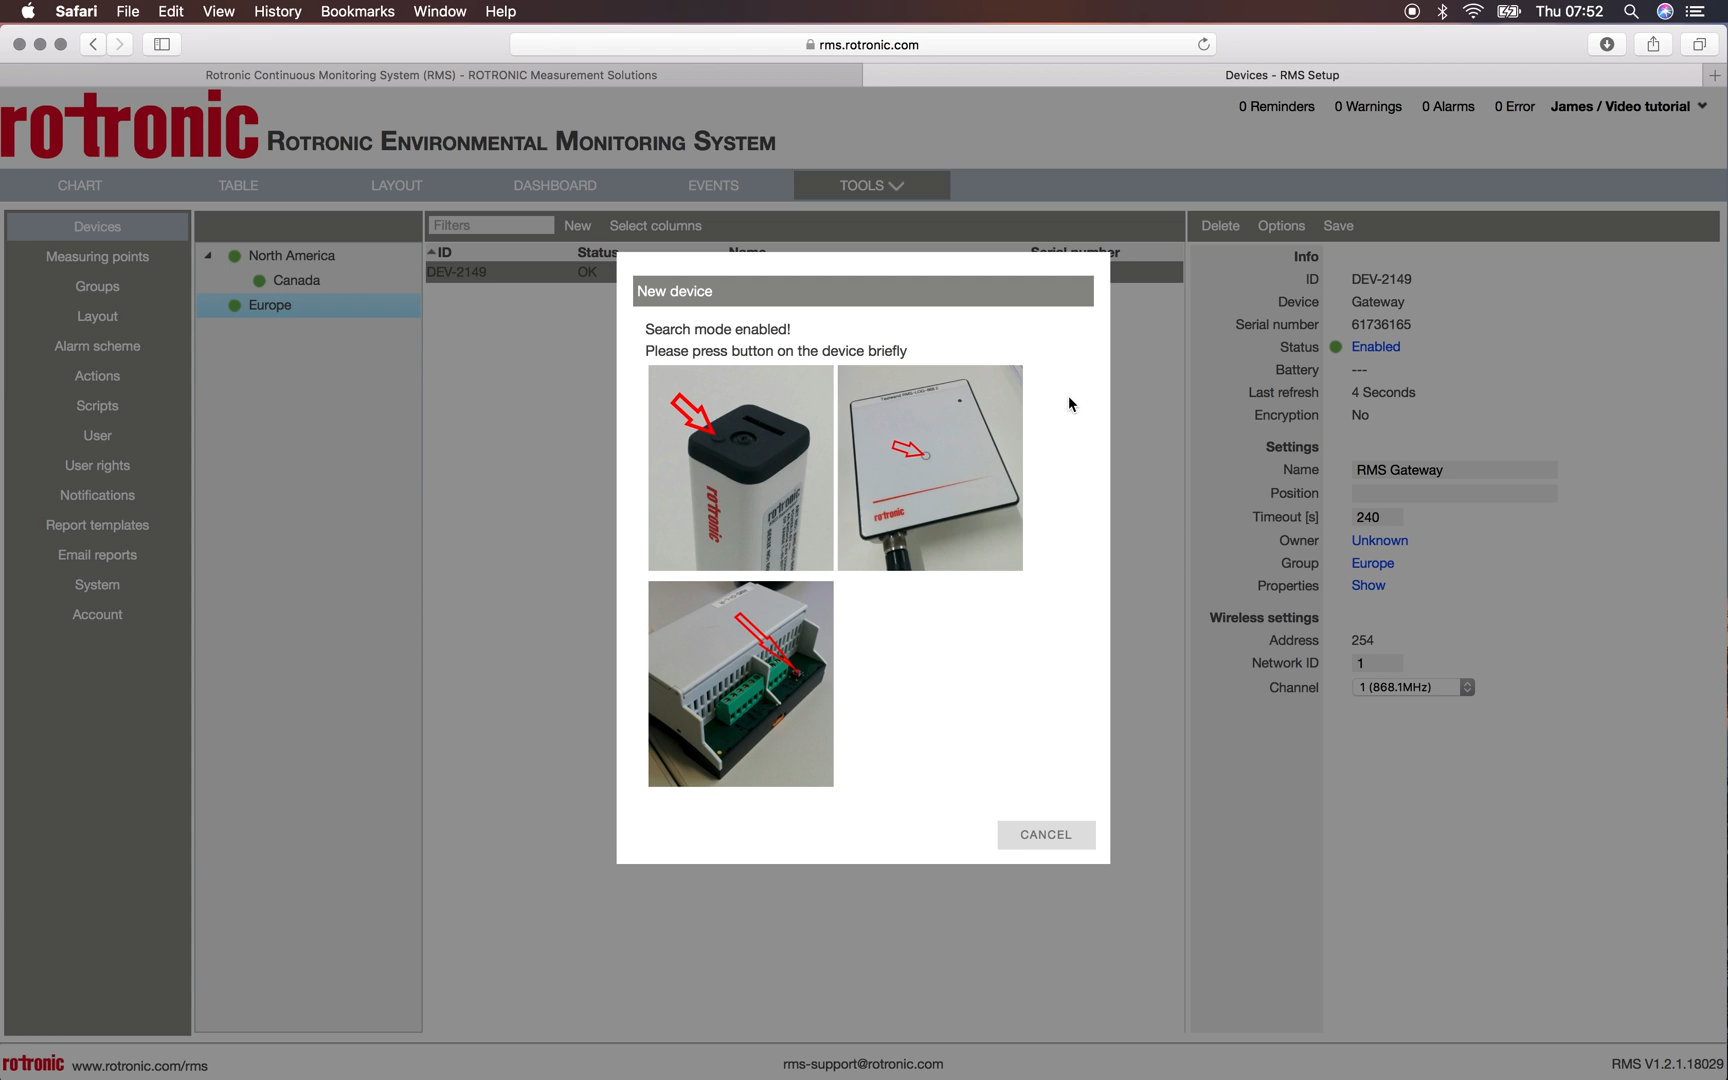 Safari File Edit View History Bookmarks Window Help Thu 07:52
rms.rotronic.com
Rotronic Continuous Monitoring System (RMS) - ROTRONIC Measurement Solutions
Devices - RMS Setup
rotronic ROTRONIC ENVIRONMENTAL MONITORING SYSTEM
0 Reminders 0 Warnings 0 Alarms 0 Error James / Video tutorial
CHART TABLE LAYOUT DASHBOARD EVENTS TOOLS
Devices
Measuring points
Groups
Layout
Alarm scheme
Actions
Scripts
User
User rights
Notifications
Report templates
Email reports
System
Account
North America
Canada
Europe
Filters New Select columns
ID Status Name Serial number
DEV-2149 OK
New device
Search mode enabled!
Please press button on the device briefly
rotronic
rotronic
rotronic
CANCEL
Delete Options Save
Info
ID DEV-2149
Device Gateway
Serial number 61736165
Status Enabled
Battery ---
Last refresh 4 Seconds
Encryption No
Settings
Name RMS Gateway
Position
Timeout [s] 240
Owner Unknown
Group Europe
Properties Show
Wireless settings
Address 254
Network ID 1
Channel 1 (868.1MHz)
rotronic www.rotronic.com/rms
rms-support@rotronic.com
RMS V1.2.1.18029